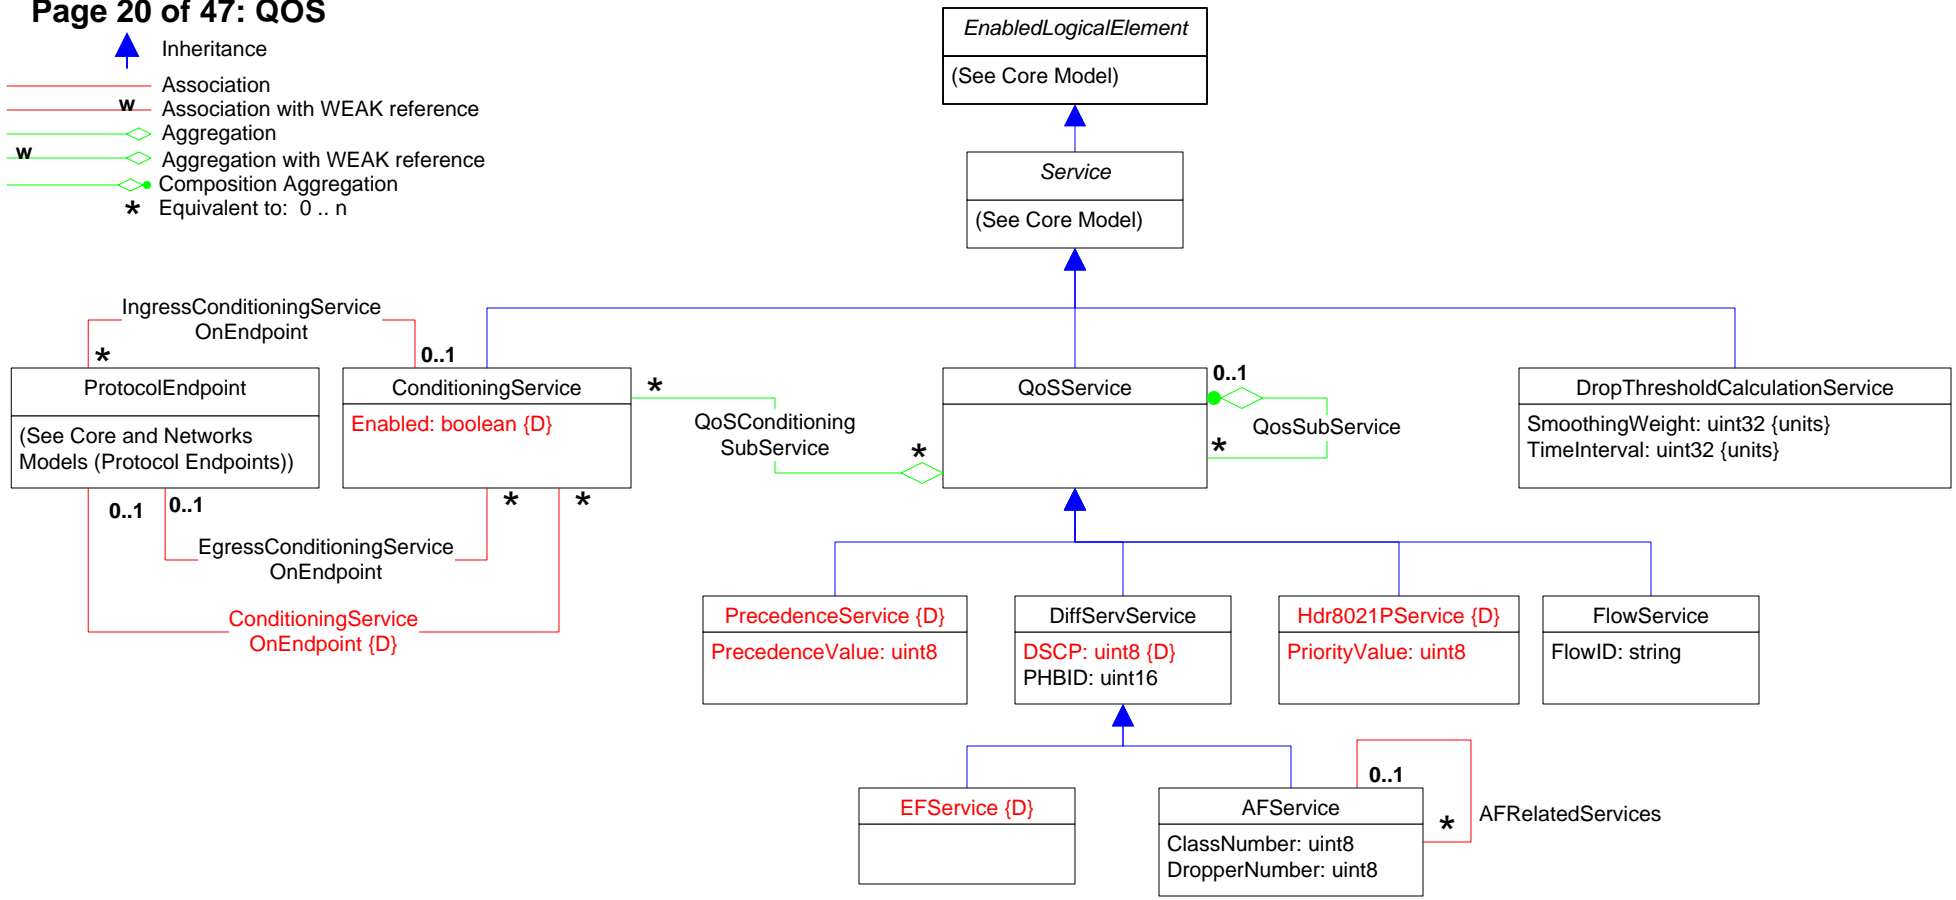 Page 20 of 47: QOS
Inheritance
Association
w
Association with WEAK reference
Aggregation
w
Aggregation with WEAK reference
Composition Aggregation
* Equivalent to: 0 .. n
EnabledLogicalElement
(See Core Model)
Service
(See Core Model)
IngressConditioningService
OnEndpoint
*
0..1
ProtocolEndpoint
(See Core and Networks
Models (Protocol Endpoints))
ConditioningService
Enabled: boolean {D}
*
QoSConditioning
SubService
*
QoSService
0..1
QosSubService
*
DropThresholdCalculationService
SmoothingWeight: uint32 {units}
TimeInterval: uint32 {units}
0..1
0..1
*
*
EgressConditioningService
OnEndpoint
ConditioningService
OnEndpoint {D}
PrecedenceService {D}
PrecedenceValue: uint8
DiffServService
DSCP: uint8 {D}
PHBID: uint16
Hdr8021PService {D}
PriorityValue: uint8
FlowService
FlowID: string
EFService {D}
AFService
ClassNumber: uint8
DropperNumber: uint8
0..1
*
AFRelatedServices